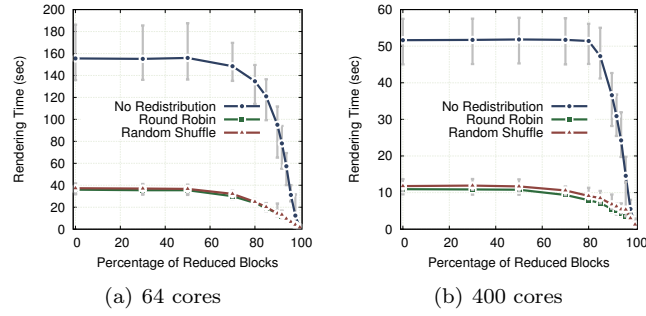 200
180
160
140
120
100
80
60
40
20
0
Rendering Time (sec)
No Redistribution
Round Robin
Random Shuffle
0 20 40 60 80 100
Percentage of Reduced Blocks
(a) 64 cores
60
50
40
30
20
10
0
Rendering Time (sec)
No Redistribution
Round Robin
Random Shuffle
0 20 40 60 80 100
Percentage of Reduced Blocks
(b) 400 cores